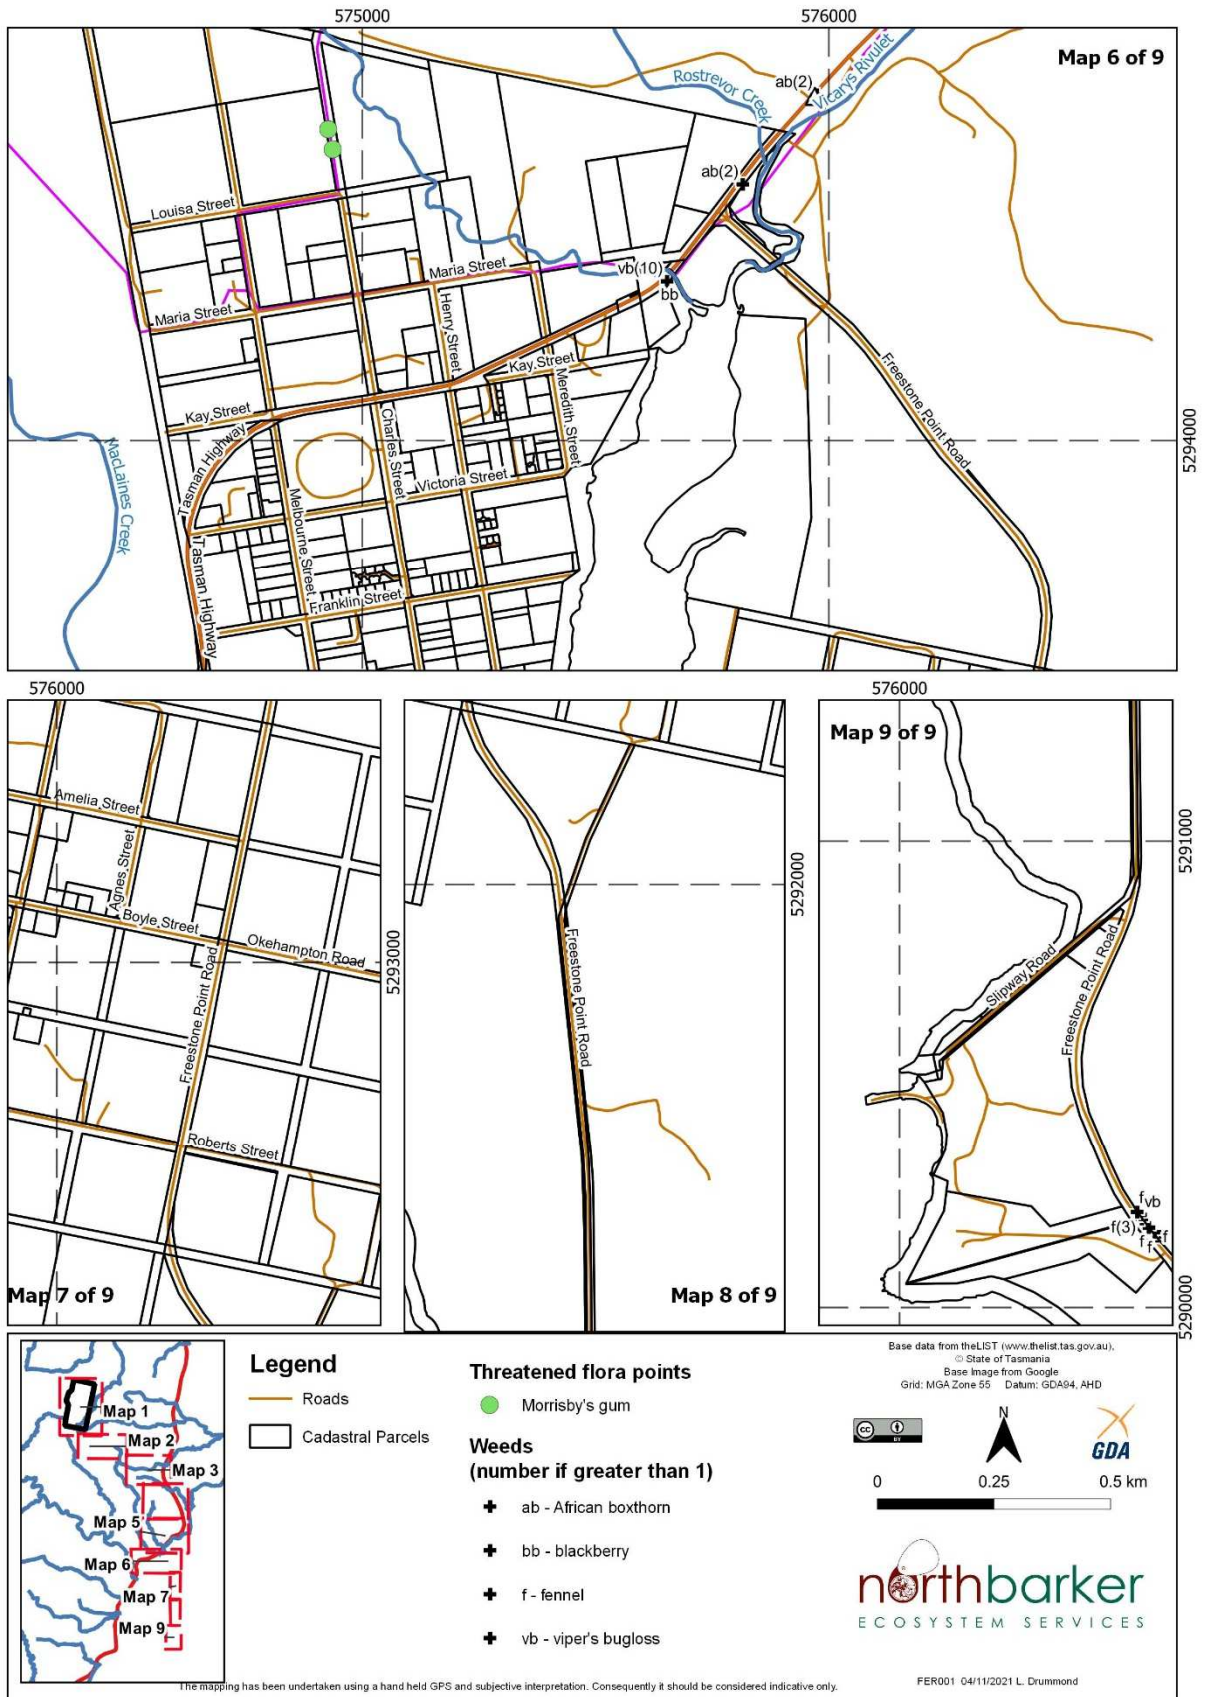 575000
576000
Map 6 of 9
Rostrevor Creek
ab(2)
Vicarys Rivulet
ab(2)
Louisa Street
vb(10)
bb
Maria Street
Maria Street
Henry Street
Kay Street
Meredith Street
Freestone Point Road
Kay Street
Tasman Highway
Charles Street
5294000
MacLaines Creek
Victoria Street
Melbourne Street
Tasman Highway
Franklin Street
576000
576000
Map 9 of 9
Amelia Street
Agnes Street
5291000
5292000
Boyle Street
Okehampton Road
5293000
Freestone Point Road
Freestone Point Road
Slipway Road
Freestone Point Road
Roberts Street
f
vb
f(3)
f
f
f
Map 7 of 9
Map 8 of 9
5290000
Map 1
Map 2
Map 3
Map 5
Map 6
Map 7
Map 9
Legend
Roads
Cadastral Parcels
Threatened flora points
Morrisby's gum
Weeds
(number if greater than 1)
ab - African boxthorn
bb - blackberry
f - fennel
vb - viper's bugloss
Base data from theLIST (www.thelist.tas.gov.au),
© State of Tasmania
Base Image from Google
Grid: MGA Zone 55 Datum: GDA94, AHD
cc
BY
N
GDA
0 0.25 0.5 km
northbarker
ECOSYSTEM SERVICES
The mapping has been undertaken using a hand held GPS and subjective interpretation. Consequently it should be considered indicative only.
FER001 04/11/2021 L. Drummond